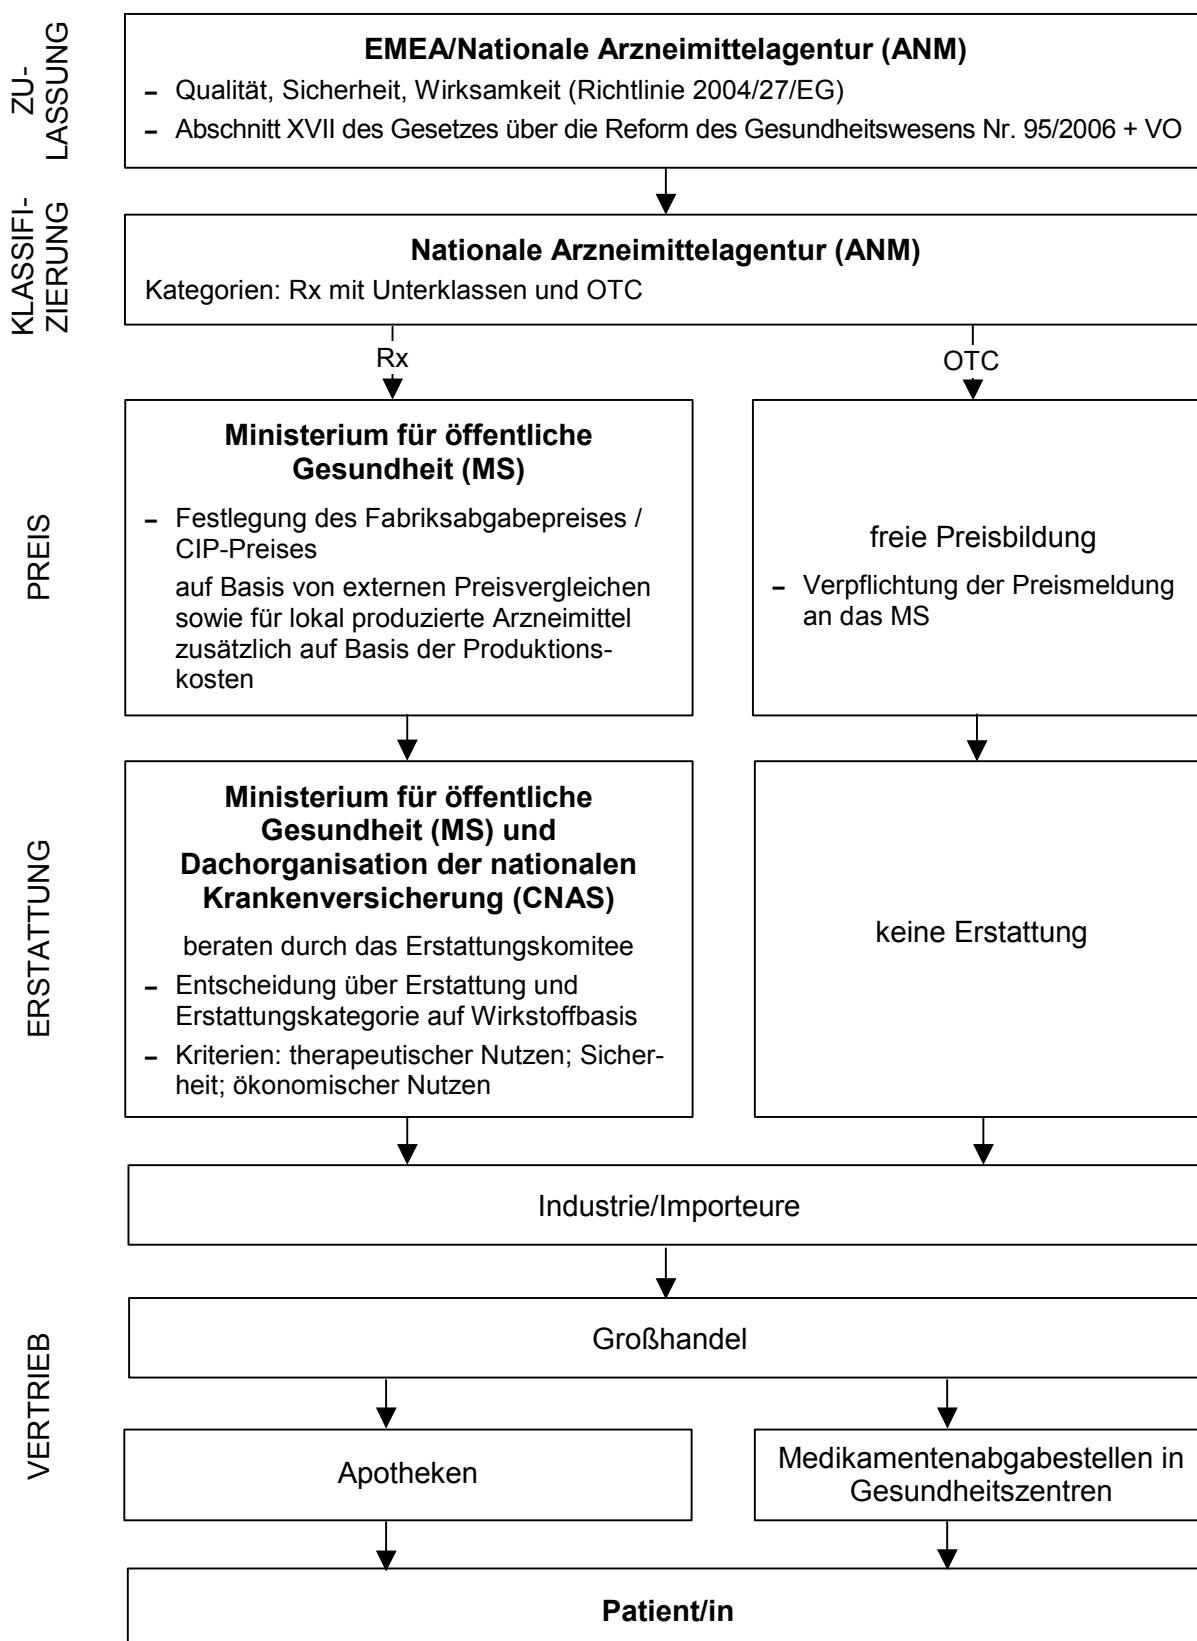 ZU-
LASSUNG
EMEA/Nationale Arzneimittelagentur (ANM)
– Qualität, Sicherheit, Wirksamkeit (Richtlinie 2004/27/EG)
– Abschnitt XVII des Gesetzes über die Reform des Gesundheitswesens Nr. 95/2006 + VO
KLASSIFI-
ZIERUNG
Nationale Arzneimittelagentur (ANM)
Kategorien: Rx mit Unterklassen und OTC
Rx
OTC
PREIS
Ministerium für öffentliche
Gesundheit (MS)
– Festlegung des Fabriksabgabepreises /
CIP-Preises
auf Basis von externen Preisvergleichen
sowie für lokal produzierte Arzneimittel
zusätzlich auf Basis der Produktions-
kosten
freie Preisbildung
– Verpflichtung der Preismeldung
an das MS
ERSTATTUNG
Ministerium für öffentliche
Gesundheit (MS) und
Dachorganisation der nationalen
Krankenversicherung (CNAS)
beraten durch das Erstattungskomitee
– Entscheidung über Erstattung und
Erstattungskategorie auf Wirkstoffbasis
– Kriterien: therapeutischer Nutzen; Sicher-
heit; ökonomischer Nutzen
keine Erstattung
VERTRIEB
Industrie/Importeure
Großhandel
Apotheken
Medikamentenabgabestellen in
Gesundheitszentren
Patient/in